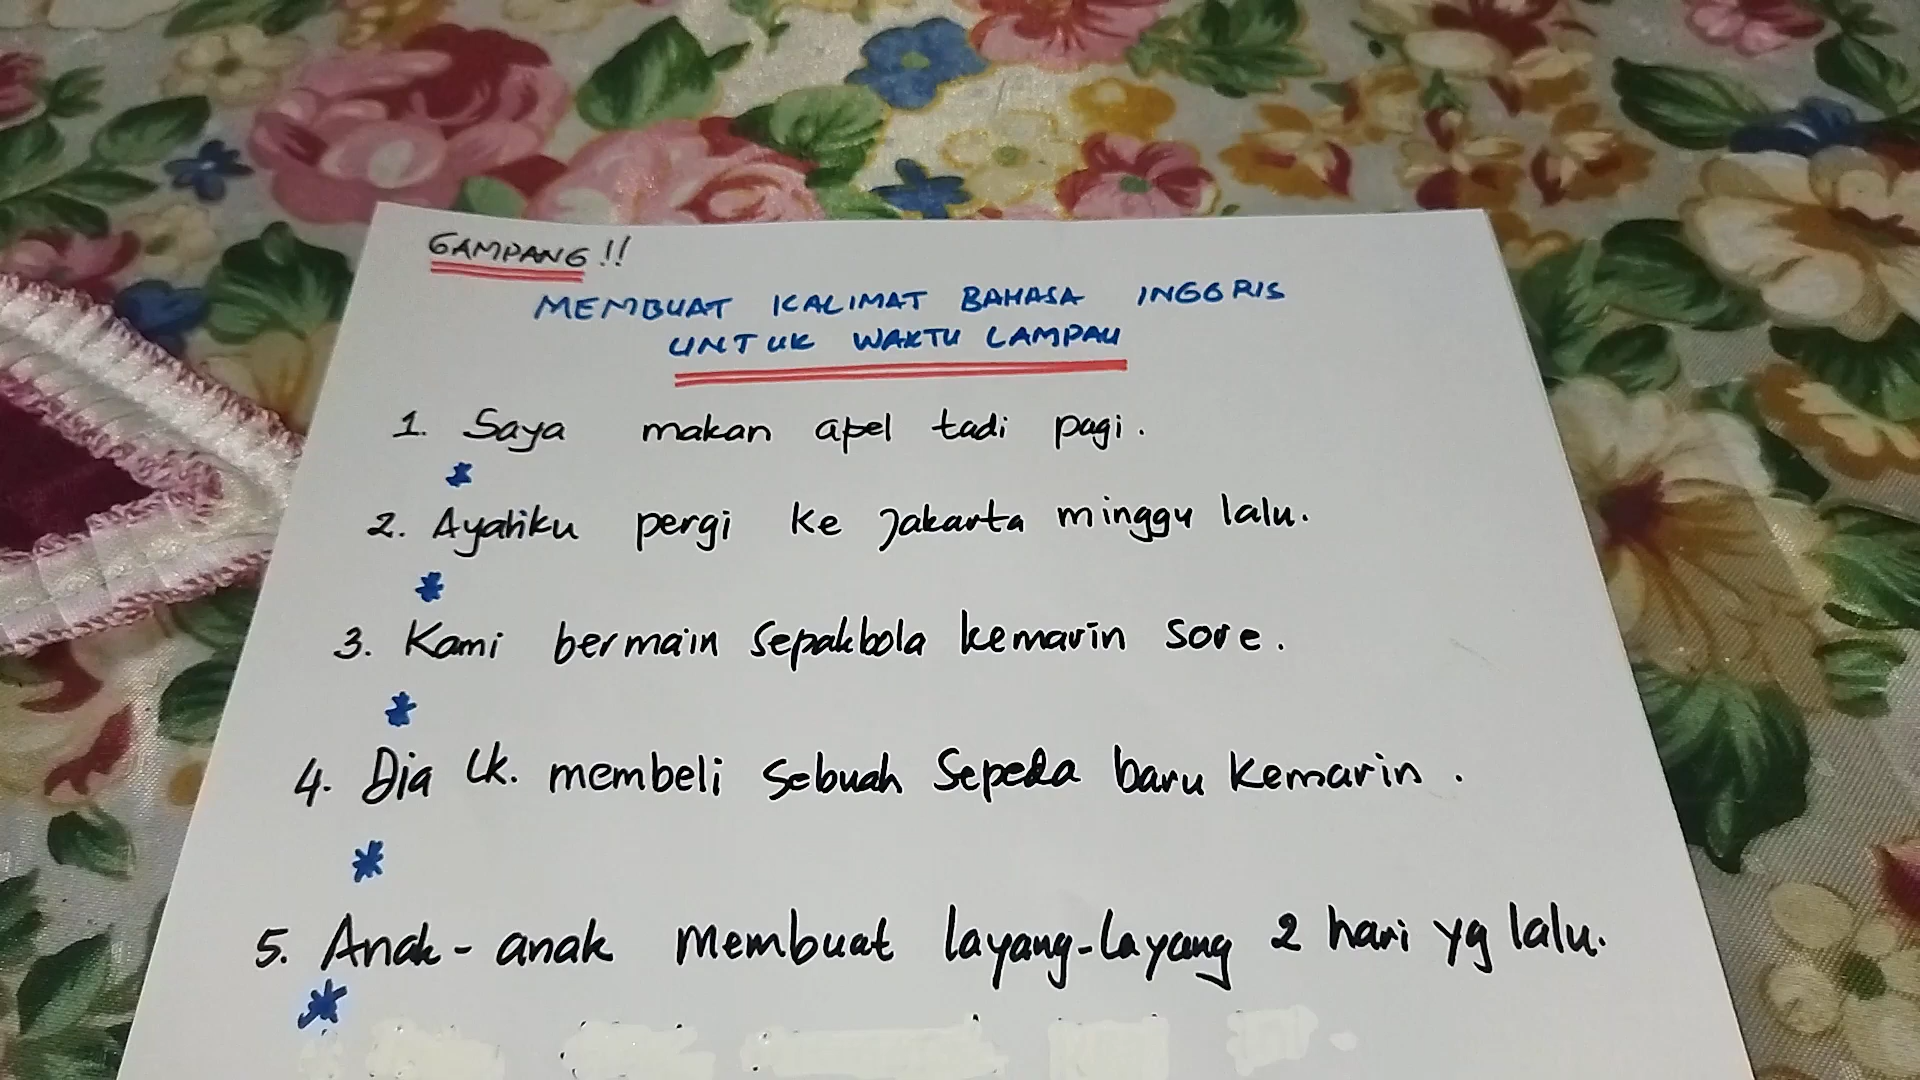 GAMPANG!!
MEMBUAT KALIMAT BAHASA INGGRIS
UNTUK WAKTU LAMPAU
1. Saya makan apel tadi pagi.
*
2. Ayahku pergi ke Jakarta minggu lalu.
*
3. Kami bermain sepakbola kemarin sore.
*
4. Dia Lk. membeli sebuah sepeda baru kemarin.
*
5. Anak-anak membuat layang-layang 2 hari yg lalu.
*